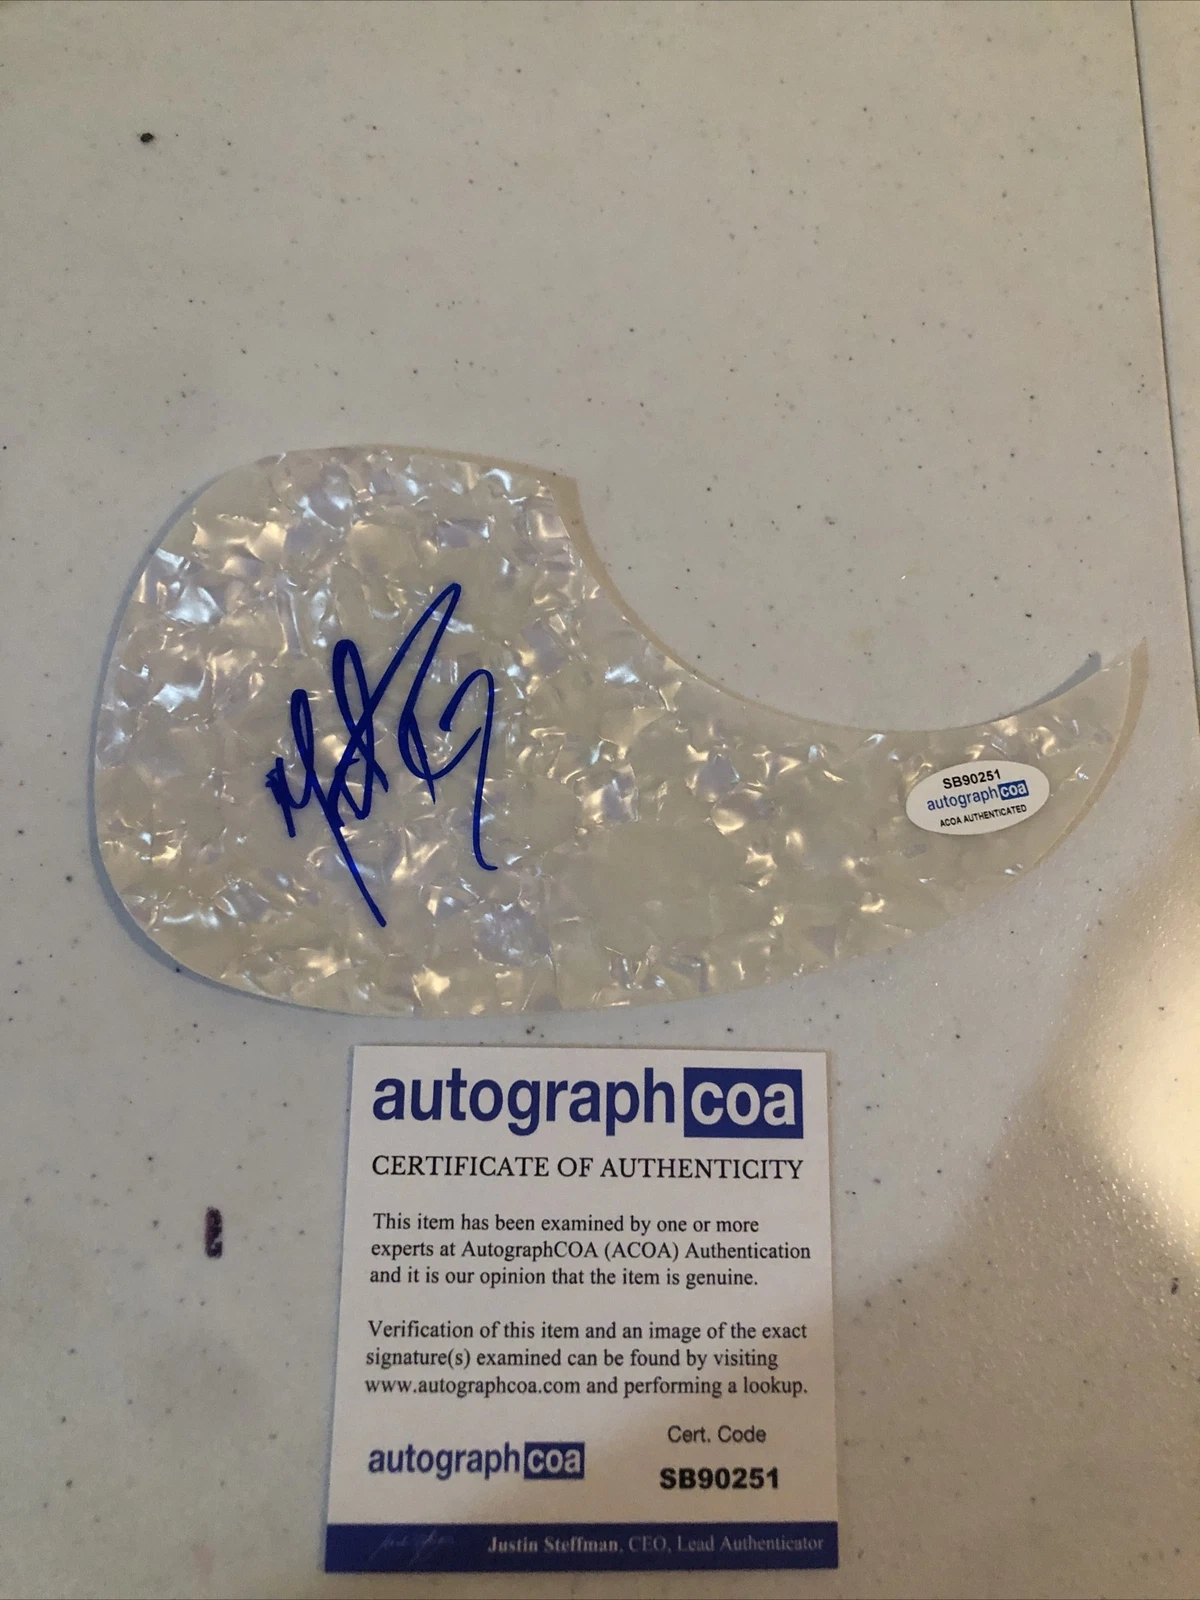 SB90251
autographcoa
ACOA AUTHENTICATED
autographcoa
CERTIFICATE OF AUTHENTICITY
This item has been examined by one or more
experts at AutographCOA (ACOA) Authentication
and it is our opinion that the item is genuine.
Verification of this item and an image of the exact
signature(s) examined can be found by visiting
www.autographcoa.com and performing a lookup.
Cert. Code
autographcoa
SB90251
Justin Steffman, CEO, Lead Authenticator